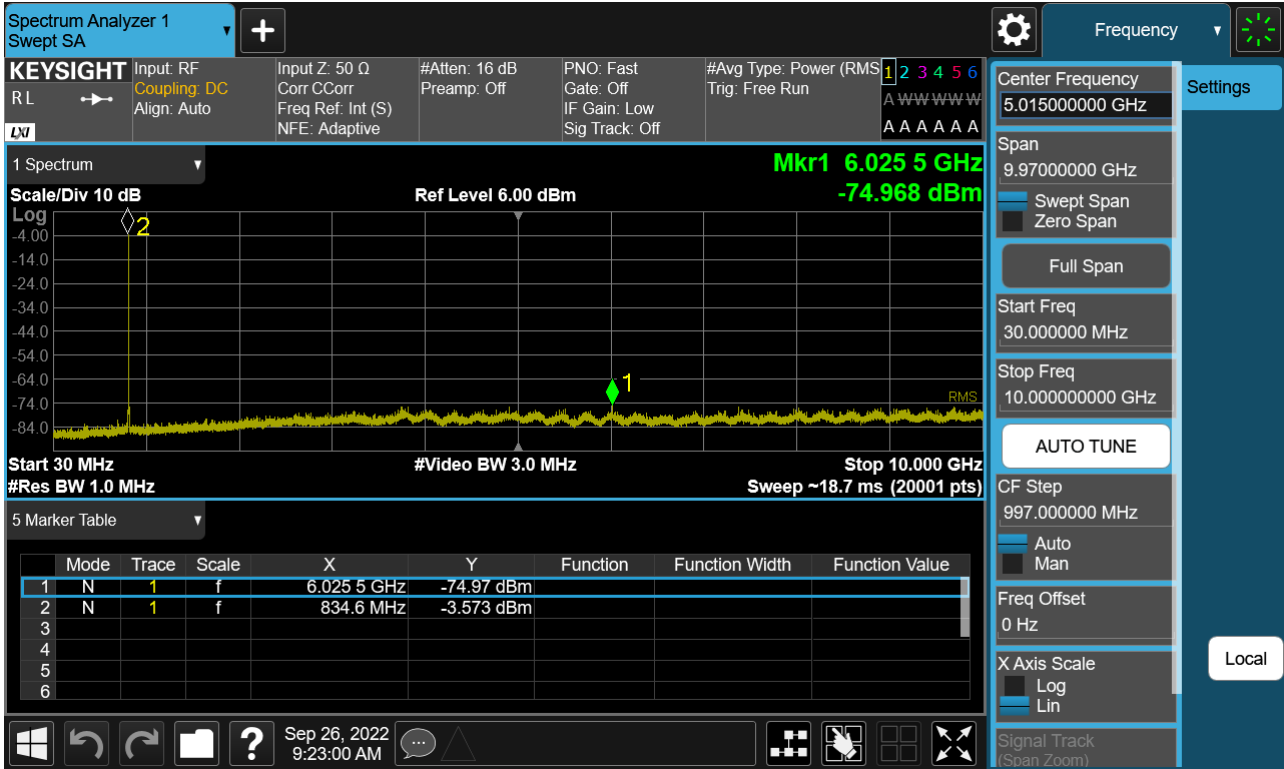 Spectrum Analyzer 1
Swept SA
+
Frequency
KEYSIGHT
R L
LXI
Input: RF
Coupling: DC
Align: Auto
Input Z: 50 Ω
Corr CCorr
Freq Ref: Int (S)
NFE: Adaptive
#Atten: 16 dB
Preamp: Off
PNO: Fast
Gate: Off
IF Gain: Low
Sig Track: Off
#Avg Type: Power (RMS
Trig: Free Run
1 2 3 4 5 6
A W W W W W
A A A A A A
1 Spectrum
Mkr1 6.025 5 GHz
Scale/Div 10 dB
Ref Level 6.00 dBm
-74.968 dBm
Log
2
-4.00
-14.0
-24.0
-34.0
-44.0
-54.0
-64.0
1
-74.0
RMS
-84.0
Start 30 MHz
#Video BW 3.0 MHz
Stop 10.000 GHz
#Res BW 1.0 MHz
Sweep ~18.7 ms (20001 pts)
5 Marker Table
Mode Trace Scale X Y Function Function Width Function Value
1 N 1 f 6.025 5 GHz -74.97 dBm
2 N 1 f 834.6 MHz -3.573 dBm
3
4
5
6
Center Frequency
5.015000000 GHz
Span
9.97000000 GHz
Swept Span
Zero Span
Full Span
Start Freq
30.000000 MHz
Stop Freq
10.000000000 GHz
AUTO TUNE
CF Step
997.000000 MHz
Auto
Man
Freq Offset
0 Hz
X Axis Scale
Log
Lin
Signal Track
(Span Zoom)
Settings
Local
?
Sep 26, 2022
9:23:00 AM